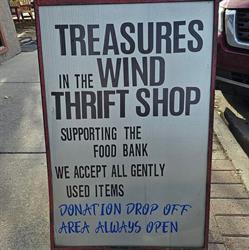 TREASURES
IN THE WIND
THRIFT SHOP
SUPPORTING THE
FOOD BANK
WE ACCEPT ALL GENTLY
USED ITEMS
DONATION DROP OFF
AREA ALWAYS OPEN